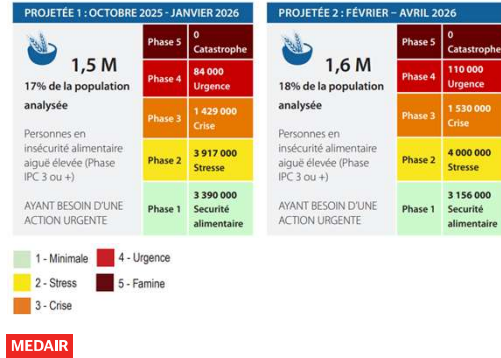 PROJETÉE 1 : OCTOBRE 2025 - JANVIER 2026
1,5 M
17% de la population
analysée
Personnes en
insécurité alimentaire
aiguë élevée (Phase
IPC 3 ou +)
AYANT BESOIN D'UNE
ACTION URGENTE
Phase 5
0
Catastrophe
Phase 4
84 000
Urgence
Phase 3
1 429 000
Crise
Phase 2
3 917 000
Stresse
Phase 1
3 390 000
Securité
alimentaire
PROJETÉE 2 : FÉVRIER – AVRIL 2026
1,6 M
18% de la population
analysée
Personnes en
insécurité alimentaire
aiguë élevée (Phase
IPC 3 ou +)
AYANT BESOIN D'UNE
ACTION URGENTE
Phase 5
0
Catastrophe
Phase 4
110 000
Urgence
Phase 3
1 530 000
Crise
Phase 2
4 000 000
Stresse
Phase 1
3 156 000
Securité
alimentaire
1 - Minimale
4 - Urgence
2 - Stress
5 - Famine
3 - Crise
MEDAIR